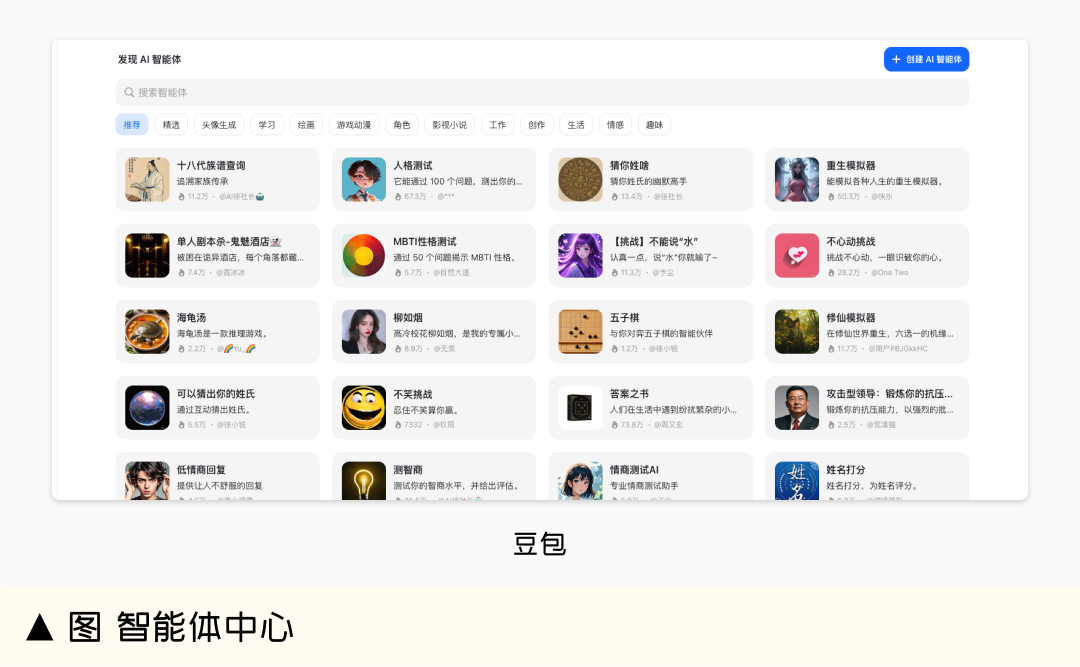 发现 AI 智能体
+ 创建 AI 智能体
搜索智能体
推荐 精选 头像生成 学习 绘画 游戏动漫 角色 影视小说 工作 创作 生活 情感 趣味
十八代族谱查询
追溯家族传承
11.2万 · @AI徐社长
人格测试
它能通过 100 个问题，测出你的...
67.3万 · @***
猜你姓啥
猜你姓氏的幽默高手
13.4万 · @张社长
重生模拟器
能模拟各种人生的重生模拟器。
50.3万 · @快乐
单人剧本杀-鬼魅酒店
被困在诡异酒店，每个角落都藏...
7.4万 · @聂冰冰
MBTI性格测试
通过 50 个问题揭示 MBTI 性格。
5.7万 · @自然大道
【挑战】不能说“水”
认真一点，说“水”你就输了~
11.3万 · @予尘
不心动挑战
挑战不心动，一眼识破你的心。
28.2万 · @One Two
海龟汤
海龟汤是一款推理游戏。
2.2万 · @🌈Yu_🌈
柳如烟
高冷校花柳如烟，是我的专属小...
8.9万 · @无羡
五子棋
与你对弈五子棋的智能伙伴
1.2万 · @徐小锐
修仙模拟器
在修仙世界重生，六选一的机缘...
11.7万 · @用户PBJGkkHC
可以猜出你的姓氏
通过互动猜出姓氏。
5.5万 · @徐小锐
不笑挑战
忍住不笑算你赢。
7332 · @玖周
答案之书
人们在生活中遇到纷扰繁杂的小...
73.8万 · @周又玄
攻击型领导：锻炼你的抗压...
锻炼你的抗压能力，以强烈的批...
2.5万 · @荒漠猫
低情商回复
提供让人不舒服的回复
测智商
测试你的智商水平，并给出评估。
情商测试AI
专业情商测试助手
姓名打分
姓名打分，为姓名评分。
豆包
▲ 图 智能体中心